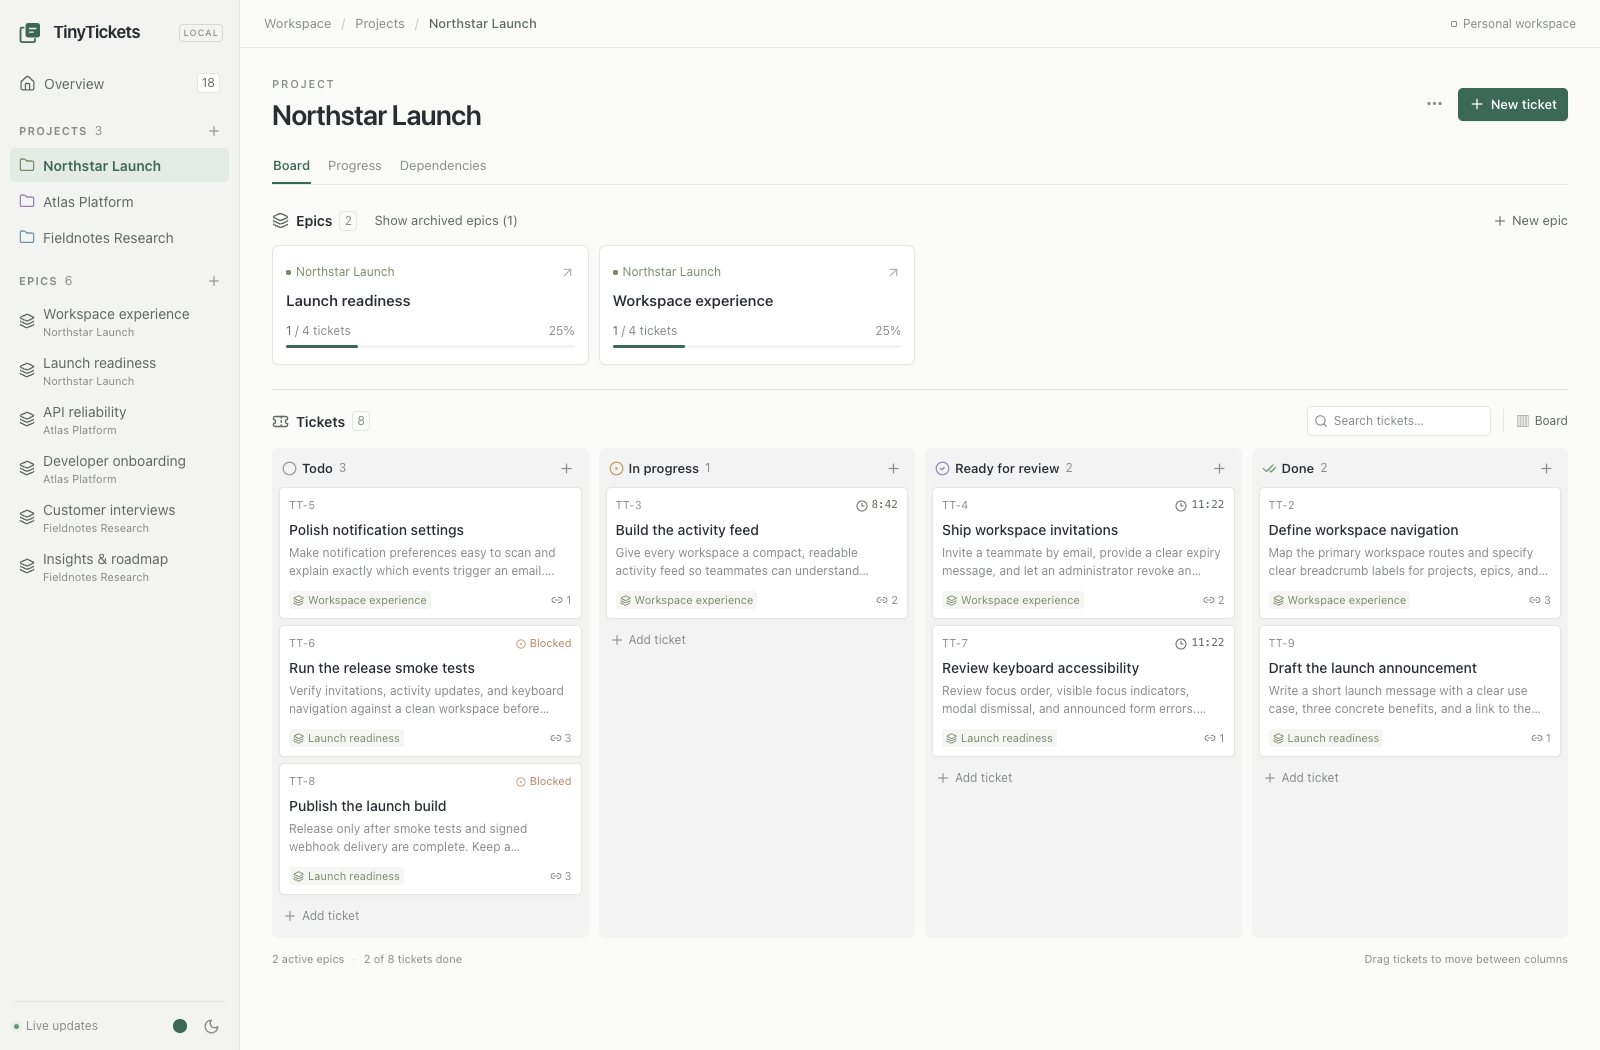 TinyTickets
LOCAL
Overview
18
PROJECTS 3
Northstar Launch
Atlas Platform
Fieldnotes Research
EPICS 6
Workspace experience
Northstar Launch
Launch readiness
Northstar Launch
API reliability
Atlas Platform
Developer onboarding
Atlas Platform
Customer interviews
Fieldnotes Research
Insights & roadmap
Fieldnotes Research
Live updates
Workspace / Projects / Northstar Launch
Personal workspace
PROJECT
Northstar Launch
New ticket
Board
Progress
Dependencies
Epics 2
Show archived epics (1)
New epic
Northstar Launch
Launch readiness
1 / 4 tickets
25%
Northstar Launch
Workspace experience
1 / 4 tickets
25%
Tickets 8
Search tickets...
Board
Todo 3
TT-5
Polish notification settings
Make notification preferences easy to scan and
explain exactly which events trigger an email....
Workspace experience
1
TT-6
Blocked
Run the release smoke tests
Verify invitations, activity updates, and keyboard
navigation against a clean workspace before...
Launch readiness
3
TT-8
Blocked
Publish the launch build
Release only after smoke tests and signed
webhook delivery are complete. Keep a...
Launch readiness
3
Add ticket
In progress 1
TT-3
8:42
Build the activity feed
Give every workspace a compact, readable
activity feed so teammates can understand...
Workspace experience
2
Add ticket
Ready for review 2
TT-4
11:22
Ship workspace invitations
Invite a teammate by email, provide a clear expiry
message, and let an administrator revoke an...
Workspace experience
2
TT-7
11:22
Review keyboard accessibility
Review focus order, visible focus indicators,
modal dismissal, and announced form errors....
Launch readiness
1
Add ticket
Done 2
TT-2
Define workspace navigation
Map the primary workspace routes and specify
clear breadcrumb labels for projects, epics, and...
Workspace experience
3
TT-9
Draft the launch announcement
Write a short launch message with a clear use
case, three concrete benefits, and a link to the...
Launch readiness
1
Add ticket
2 active epics · 2 of 8 tickets done
Drag tickets to move between columns